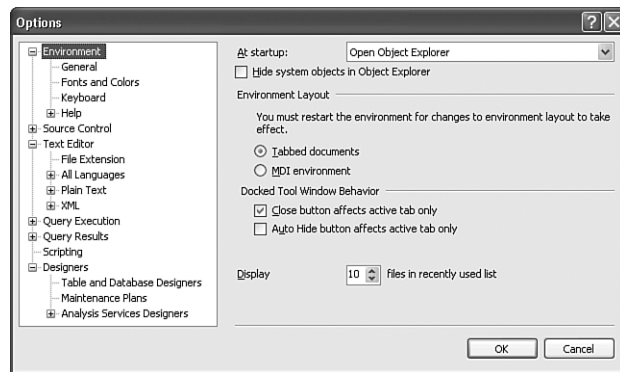 Options
Environment
General
Fonts and Colors
Keyboard
Help
Source Control
Text Editor
File Extension
All Languages
Plain Text
XML
Query Execution
Query Results
Scripting
Designers
Table and Database Designers
Maintenance Plans
Analysis Services Designers
At startup: Open Object Explorer
Hide system objects in Object Explorer
Environment Layout
You must restart the environment for changes to environment layout to take
effect.
Tabbed documents
MDI environment
Docked Tool Window Behavior
Close button affects active tab only
Auto Hide button affects active tab only
Display 10 files in recently used list
OK Cancel